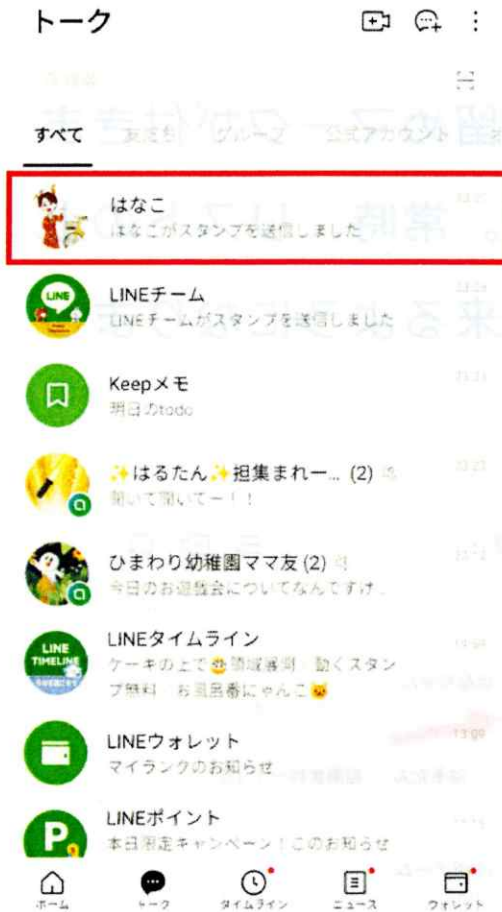 トーク
すべて
友だち
グループ
公式アカウント
はなこ
はなこがスタンプを送信しました
LINE
LINEチーム
LINEチームがスタンプを送信しました
Keepメモ
明日のtodo
✨はるたん✨担集まれー... (2)
聞いて聞いてー！！
ひまわり幼稚園ママ友 (2)
今日のお遊戯会についてなんですけ
LINE
TIMELINE
LINEタイムライン
ケーキの上で🎂領域展開 動くスタン
プ無料 お風呂番にゃんこ🐱
LINEウォレット
マイランクのお知らせ
P
LINEポイント
本日限定キャンペーン！このお知らせ
ホーム
トーク
タイムライン
ニュース
ウォレット